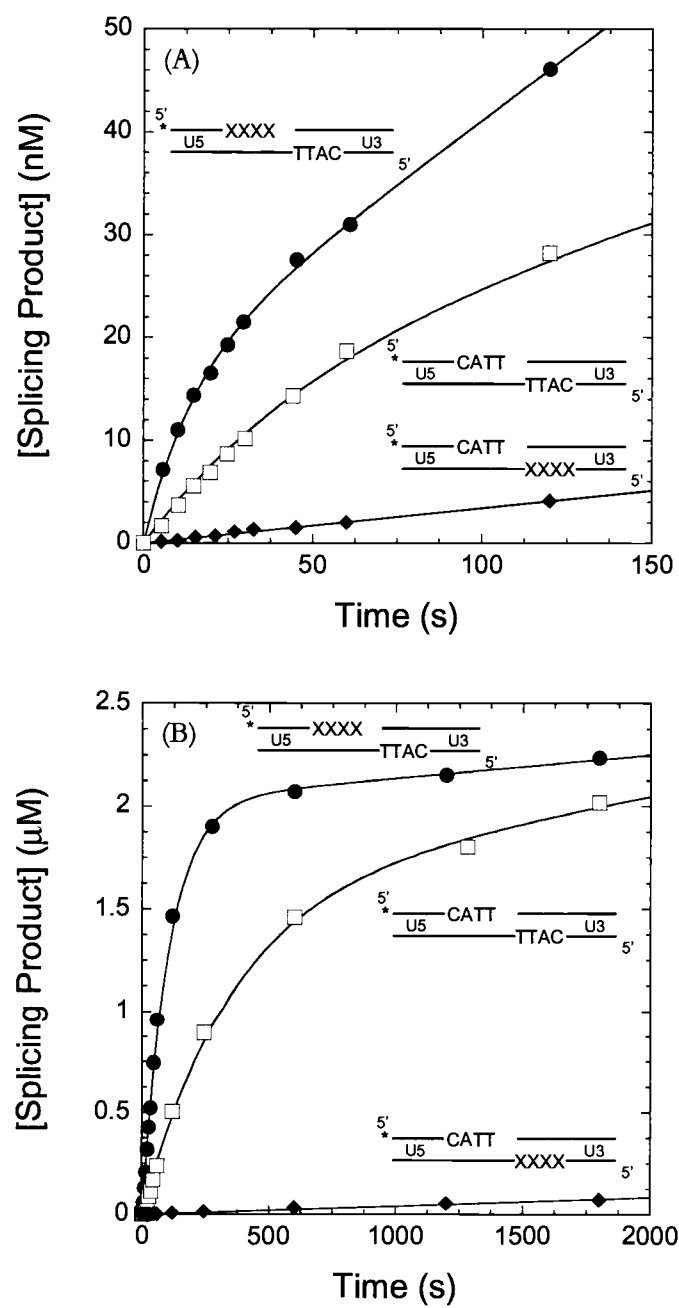 (A)
[Splicing Product] (nM)
50
40
30
20
10
0
5'
*
U5 XXXX
TTAC U3
5'
5'
* CATT
U5 TTAC U3
5'
5'
* CATT
U5 XXXX U3
5'
0 50 100 150
Time (s)
(B)
[Splicing Product] (μM)
2.5
2
1.5
1
0.5
0
5'
* XXXX
U5 TTAC U3
5'
5'
* CATT
U5 TTAC U3
5'
5'
* CATT
U5 XXXX U3
5'
0 500 1000 1500 2000
Time (s)